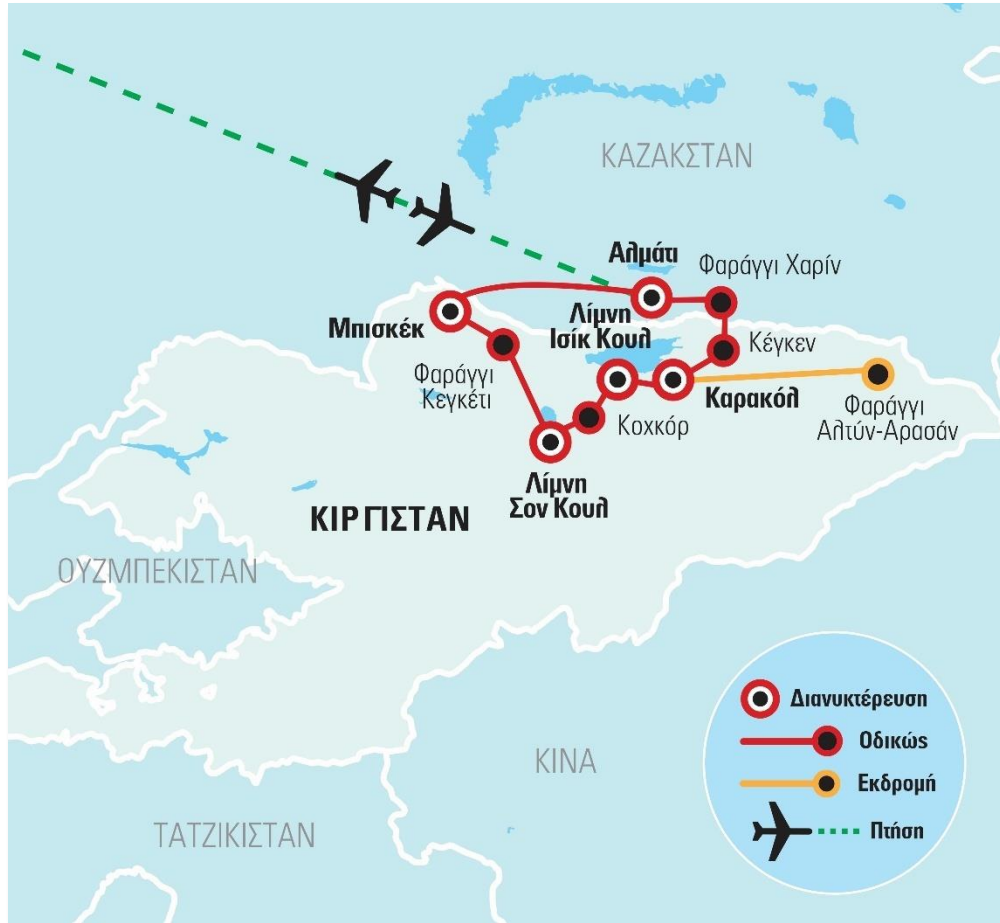 ΚΑΖΑΚΣΤΑΝ
Αλμάτι
Φαράγγι Χαρίν
Μπισκέκ
Λίμνη
Ισίκ Κουλ
Κέγκεν
Φαράγγι
Κεγκέτι
Καρακόλ
Φαράγγι
Αλτύν-Αρασάν
Κοχκόρ
Λίμνη
Σον Κουλ
ΚΙΡΓΙΣΤΑΝ
ΟΥΖΜΠΕΚΙΣΤΑΝ
ΚΙΝΑ
ΤΑΤΖΙΚΙΣΤΑΝ
Διανυκτέρευση
Οδικώς
Εκδρομή
Πτήση